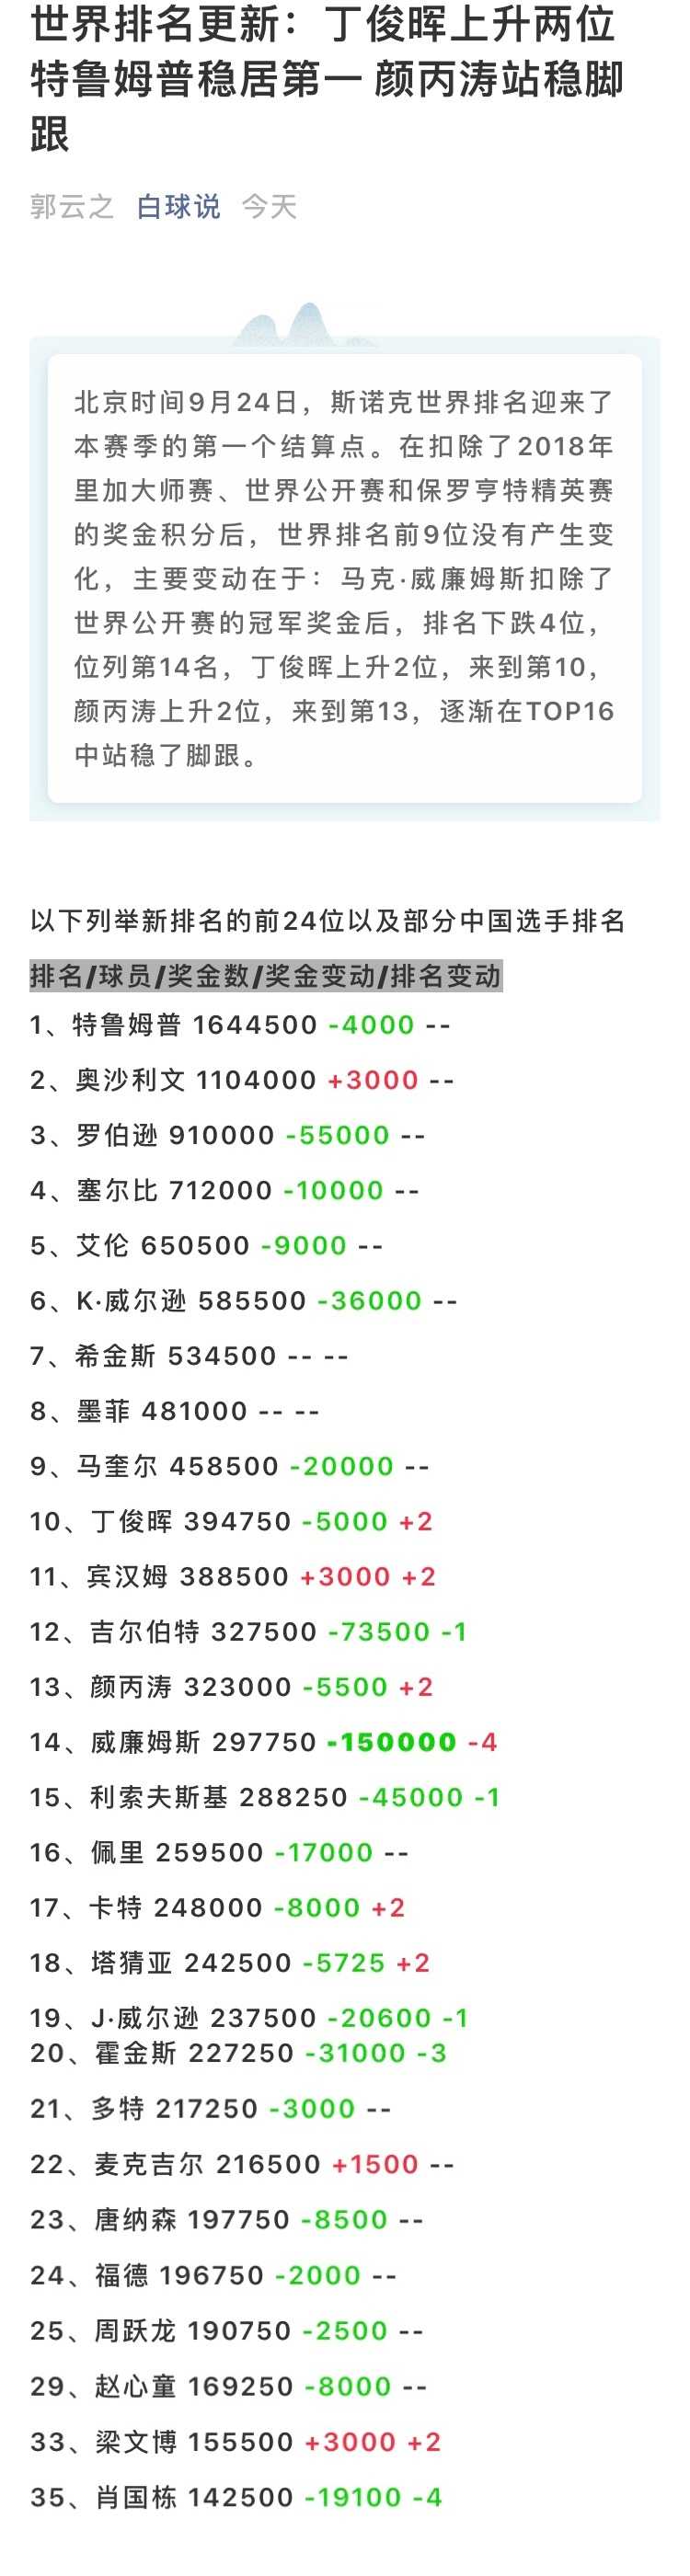 世界排名更新：丁俊晖上升两位
特鲁姆普稳居第一 颜丙涛站稳脚
跟
郭云之 白球说 今天
北京时间9月24日，斯诺克世界排名迎来了
本赛季的第一个结算点。在扣除了2018年
里加大师赛、世界公开赛和保罗亨特精英赛
的奖金积分后，世界排名前9位没有产生变
化，主要变动在于：马克·威廉姆斯扣除了
世界公开赛的冠军奖金后，排名下跌4位，
位列第14名，丁俊晖上升2位，来到第10，
颜丙涛上升2位，来到第13，逐渐在TOP16
中站稳了脚跟。
以下列举新排名的前24位以及部分中国选手排名
排名/球员/奖金数/奖金变动/排名变动
1、特鲁姆普 1644500 -4000 --
2、奥沙利文 1104000 +3000 --
3、罗伯逊 910000 -55000 --
4、塞尔比 712000 -10000 --
5、艾伦 650500 -9000 --
6、K·威尔逊 585500 -36000 --
7、希金斯 534500 -- --
8、墨菲 481000 -- --
9、马奎尔 458500 -20000 --
10、丁俊晖 394750 -5000 +2
11、宾汉姆 388500 +3000 +2
12、吉尔伯特 327500 -73500 -1
13、颜丙涛 323000 -5500 +2
14、威廉姆斯 297750 -150000 -4
15、利索夫斯基 288250 -45000 -1
16、佩里 259500 -17000 --
17、卡特 248000 -8000 +2
18、塔猜亚 242500 -5725 +2
19、J·威尔逊 237500 -20600 -1
20、霍金斯 227250 -31000 -3
21、多特 217250 -3000 --
22、麦克吉尔 216500 +1500 --
23、唐纳森 197750 -8500 --
24、福德 196750 -2000 --
25、周跃龙 190750 -2500 --
29、赵心童 169250 -8000 --
33、梁文博 155500 +3000 +2
35、肖国栋 142500 -19100 -4